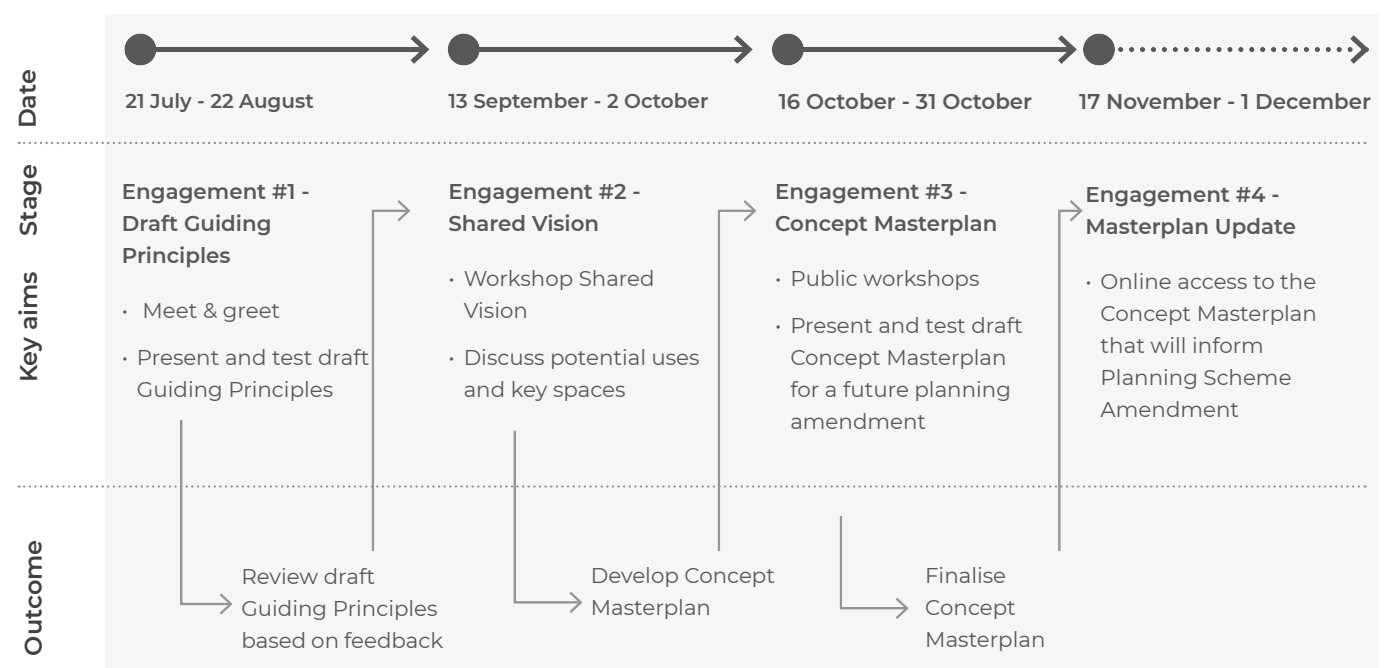 Date
21 July - 22 August
13 September - 2 October
16 October - 31 October
17 November - 1 December
Stage
Key aims
Engagement #1 -
Draft Guiding
Principles
• Meet & greet
• Present and test draft
Guiding Principles
Engagement #2 -
Shared Vision
• Workshop Shared
Vision
• Discuss potential uses
and key spaces
Engagement #3 -
Concept Masterplan
• Public workshops
• Present and test draft
Concept Masterplan
for a future planning
amendment
Engagement #4 -
Masterplan Update
• Online access to the
Concept Masterplan
that will inform
Planning Scheme
Amendment
Outcome
Review draft
Guiding Principles
based on feedback
Develop Concept
Masterplan
Finalise
Concept
Masterplan